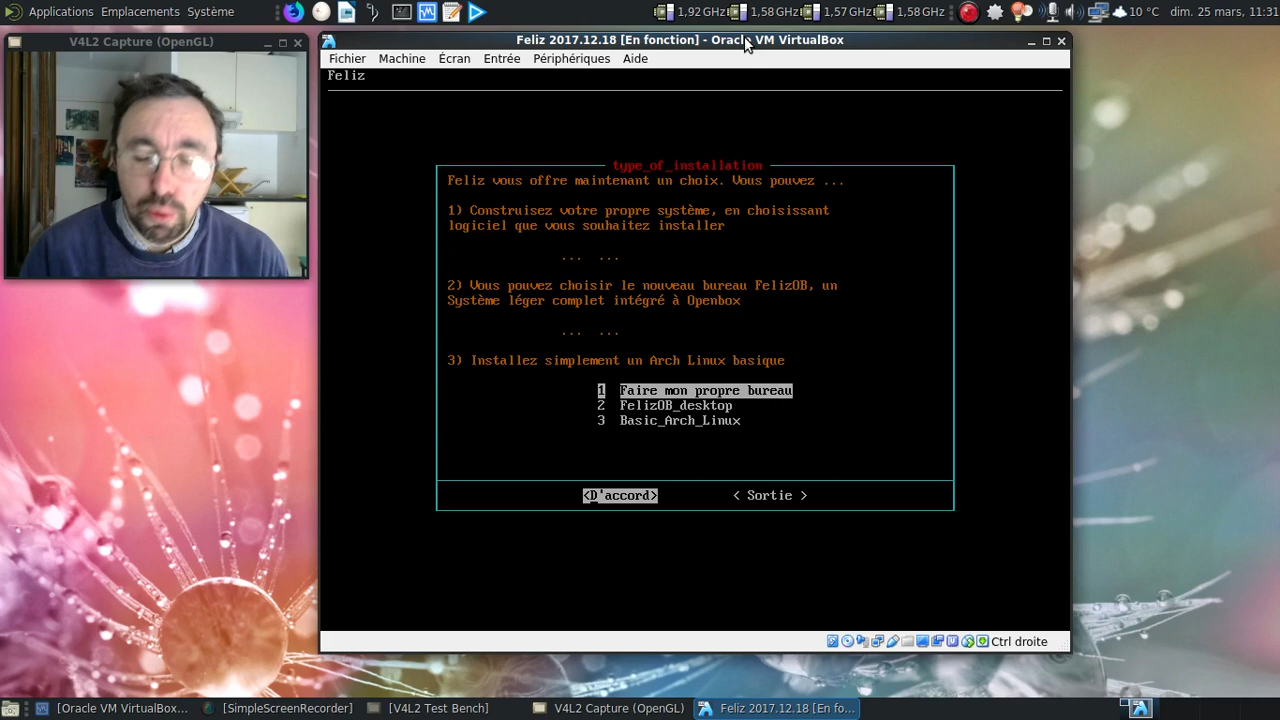 Applications Emplacements Système
1,92 GHz 1,58 GHz 1,57 GHz 1,58 GHz 10 °C dim. 25 mars, 11:31
V4L2 Capture (OpenGL)
Feliz 2017.12.18 [En fonction] - Oracle VM VirtualBox
Fichier Machine Écran Entrée Périphériques Aide
Feliz
type_of_installation
Feliz vous offre maintenant un choix. Vous pouvez ...
1) Construisez votre propre système, en choisissant
logiciel que vous souhaitez installer
... ...
2) Vous pouvez choisir le nouveau bureau FelizOB, un
Système léger complet intégré à Openbox
... ...
3) Installez simplement un Arch Linux basique
1 Faire mon propre bureau
2 FelizOB_desktop
3 Basic_Arch_Linux
<D'accord> < Sortie >
Ctrl droite
[Oracle VM VirtualBox... [SimpleScreenRecorder] [V4L2 Test Bench] V4L2 Capture (OpenGL) Feliz 2017.12.18 [En fo...